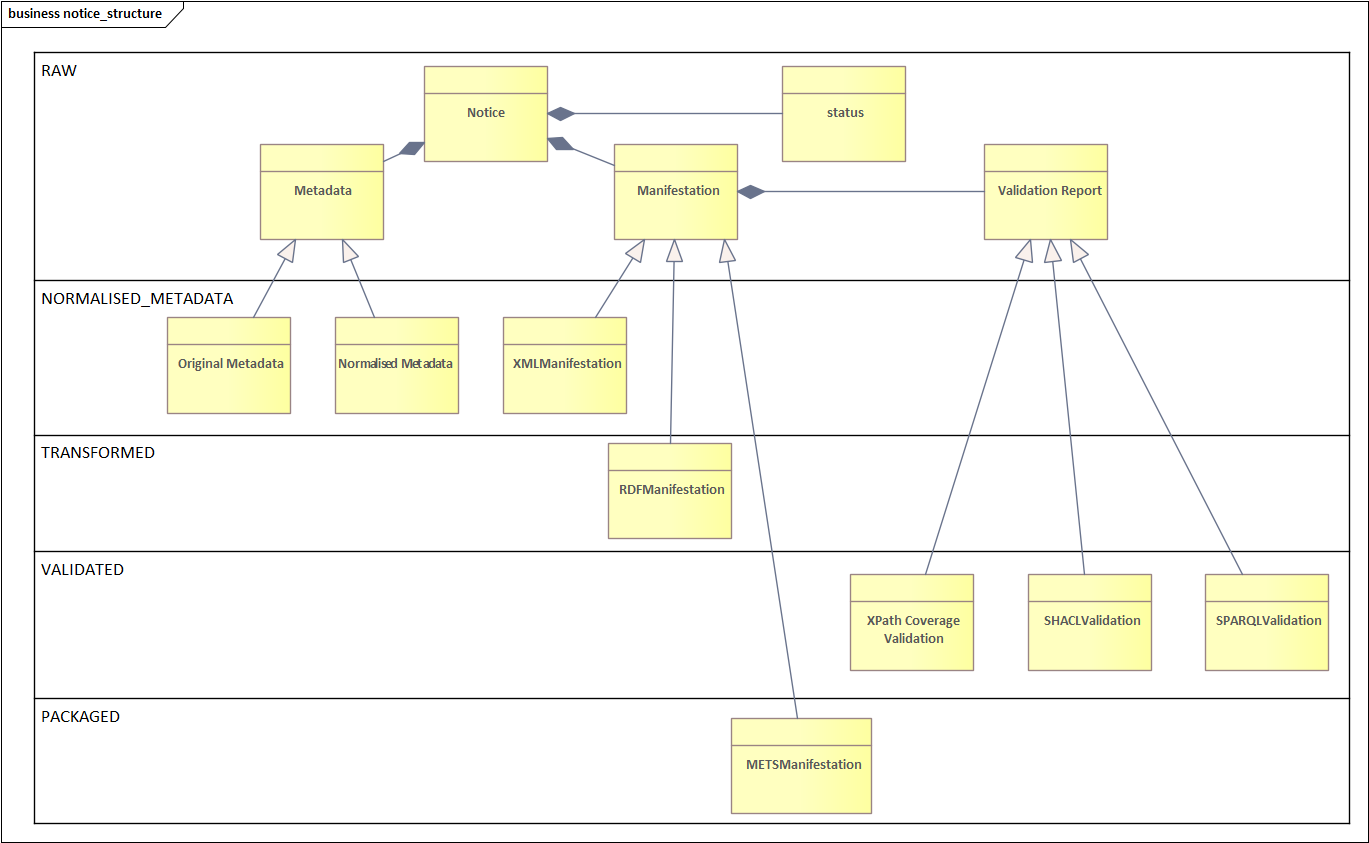 business notice_structure
RAW
Notice
status
Metadata
Manifestation
Validation Report
NORMALISED_METADATA
Original Metadata
Normalised Metadata
XMLManifestation
TRANSFORMED
RDFManifestation
VALIDATED
XPath Coverage
Validation
SHACLValidation
SPARQLValidation
PACKAGED
METSManifestation